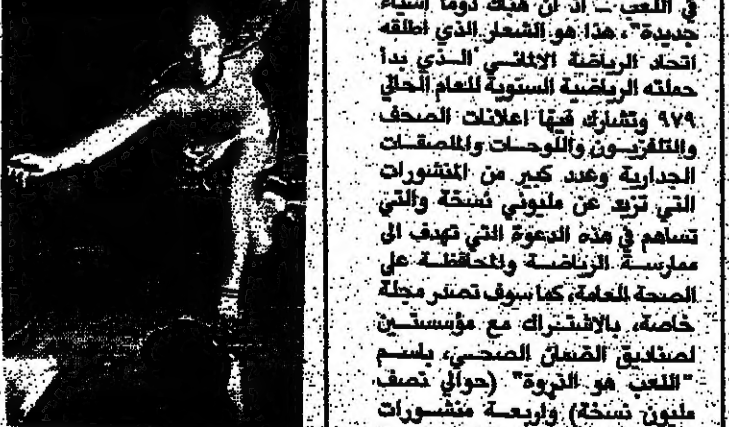 في اللعب – اذ ان هناك دوما اشياء
جديدة"، هذا هو الشعار الذي اطلقه
اتحاد الرياضة الالماني الذي بدأ
حملته الرياضية السنوية للعام الحالي
٩٧٩ وتشارك فيها اعلانات الصحف
والتلفزيون واللوحات والملصقات
الجدارية وعدد كبير من المنشورات
التي تزيد عن مليوني نسخة والتي
تساهم في هذه الدعوة التي تهدف الى
ممارسة الرياضة والمحافظة على
الصحة العامة، كما سوف تصدر مجلة
خاصة، بالاشتراك مع مؤسستين
لصناديق الضمان الصحي، باسم
"اللعب هو الذروة" (حوالي نصف
مليون نسخة) واربعة منشورات